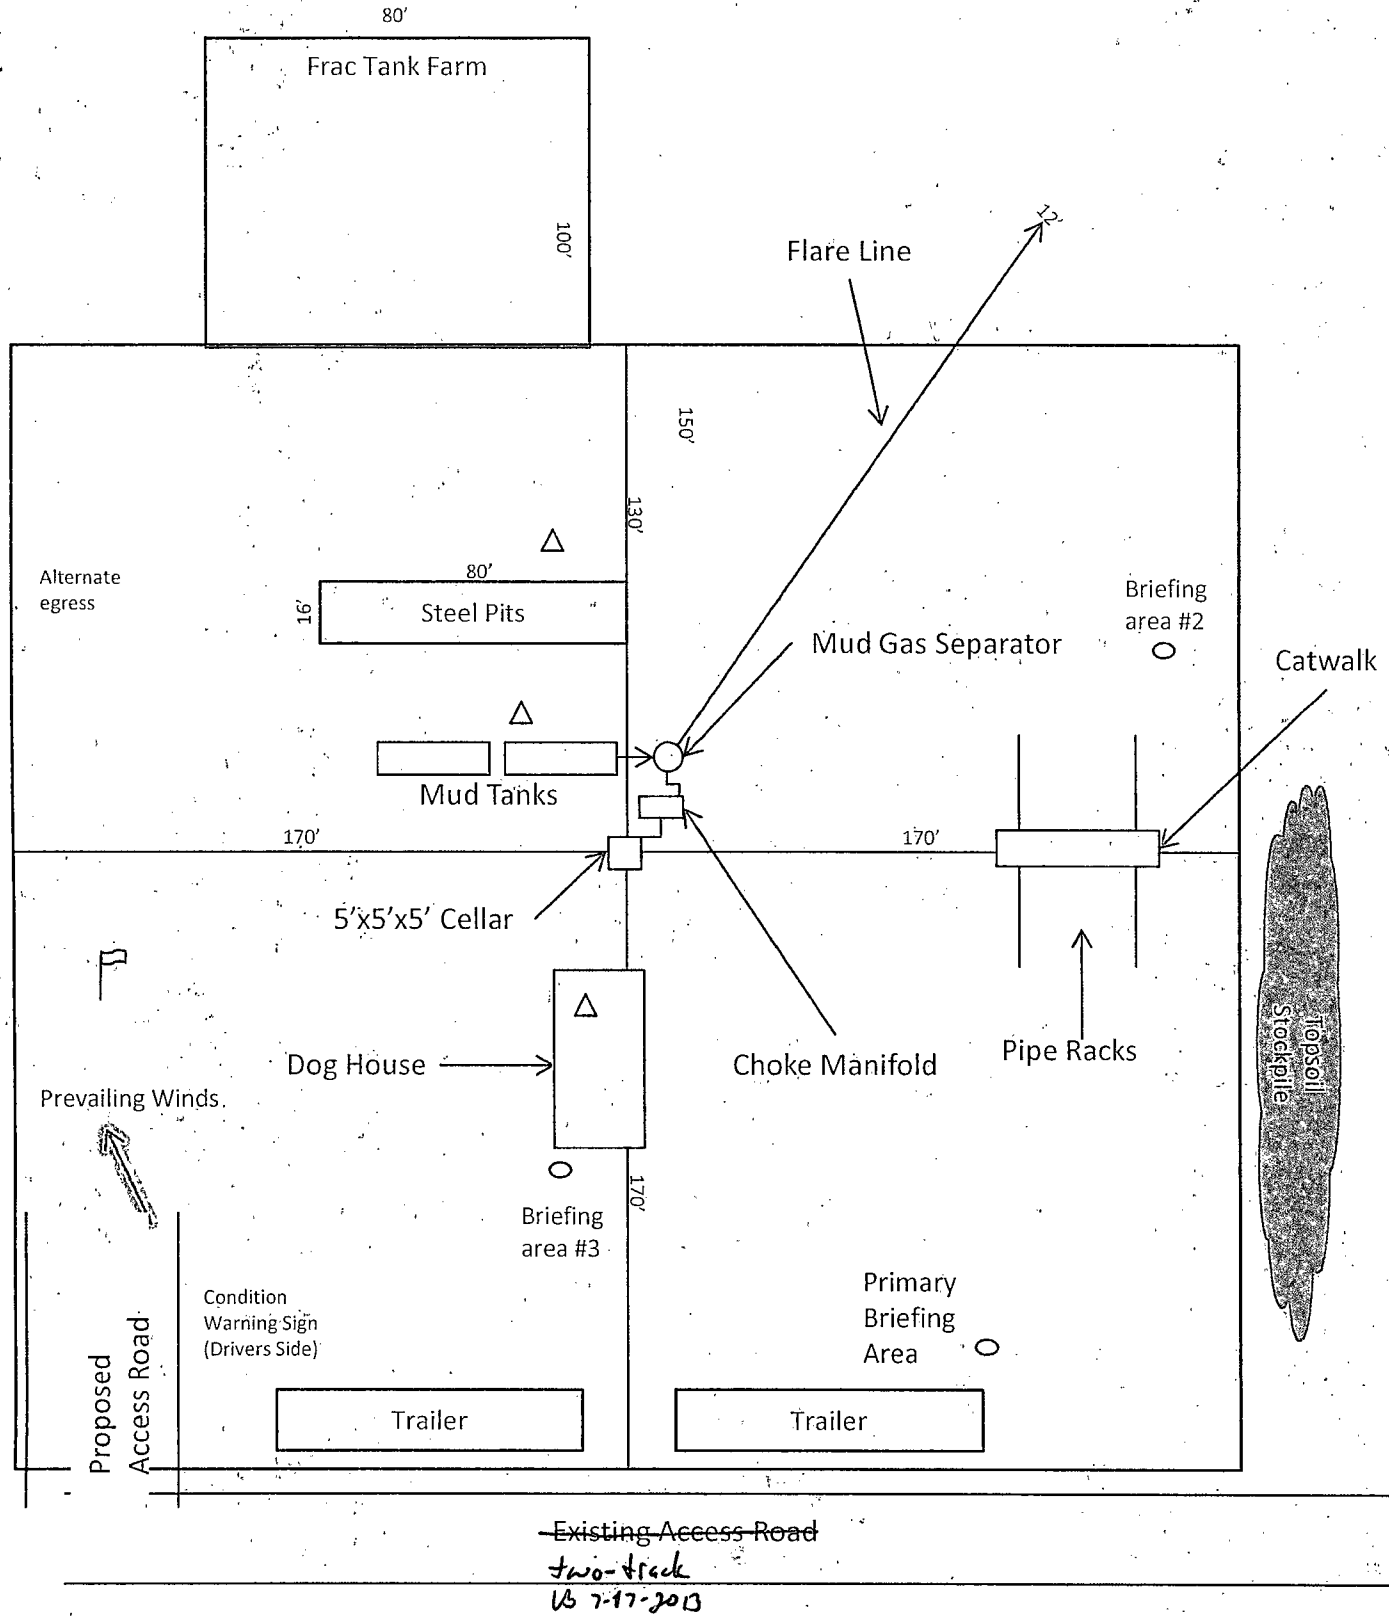 80'
Frac Tank Farm
100'
12'
Flare Line
150'
130'
Alternate
egress
80'
16'
Steel Pits
Briefing
area #2
Mud Gas Separator
Catwalk
Mud Tanks
170'
170'
5'x5'x5' Cellar
Topsoil
Stockpile
Dog House
Choke Manifold
Pipe Racks
Prevailing Winds
170'
Briefing
area #3
Condition
Warning Sign
(Drivers Side)
Primary
Briefing
Area
Proposed
Access Road
Trailer
Trailer
Existing Access Road
two-track
7-17-2013